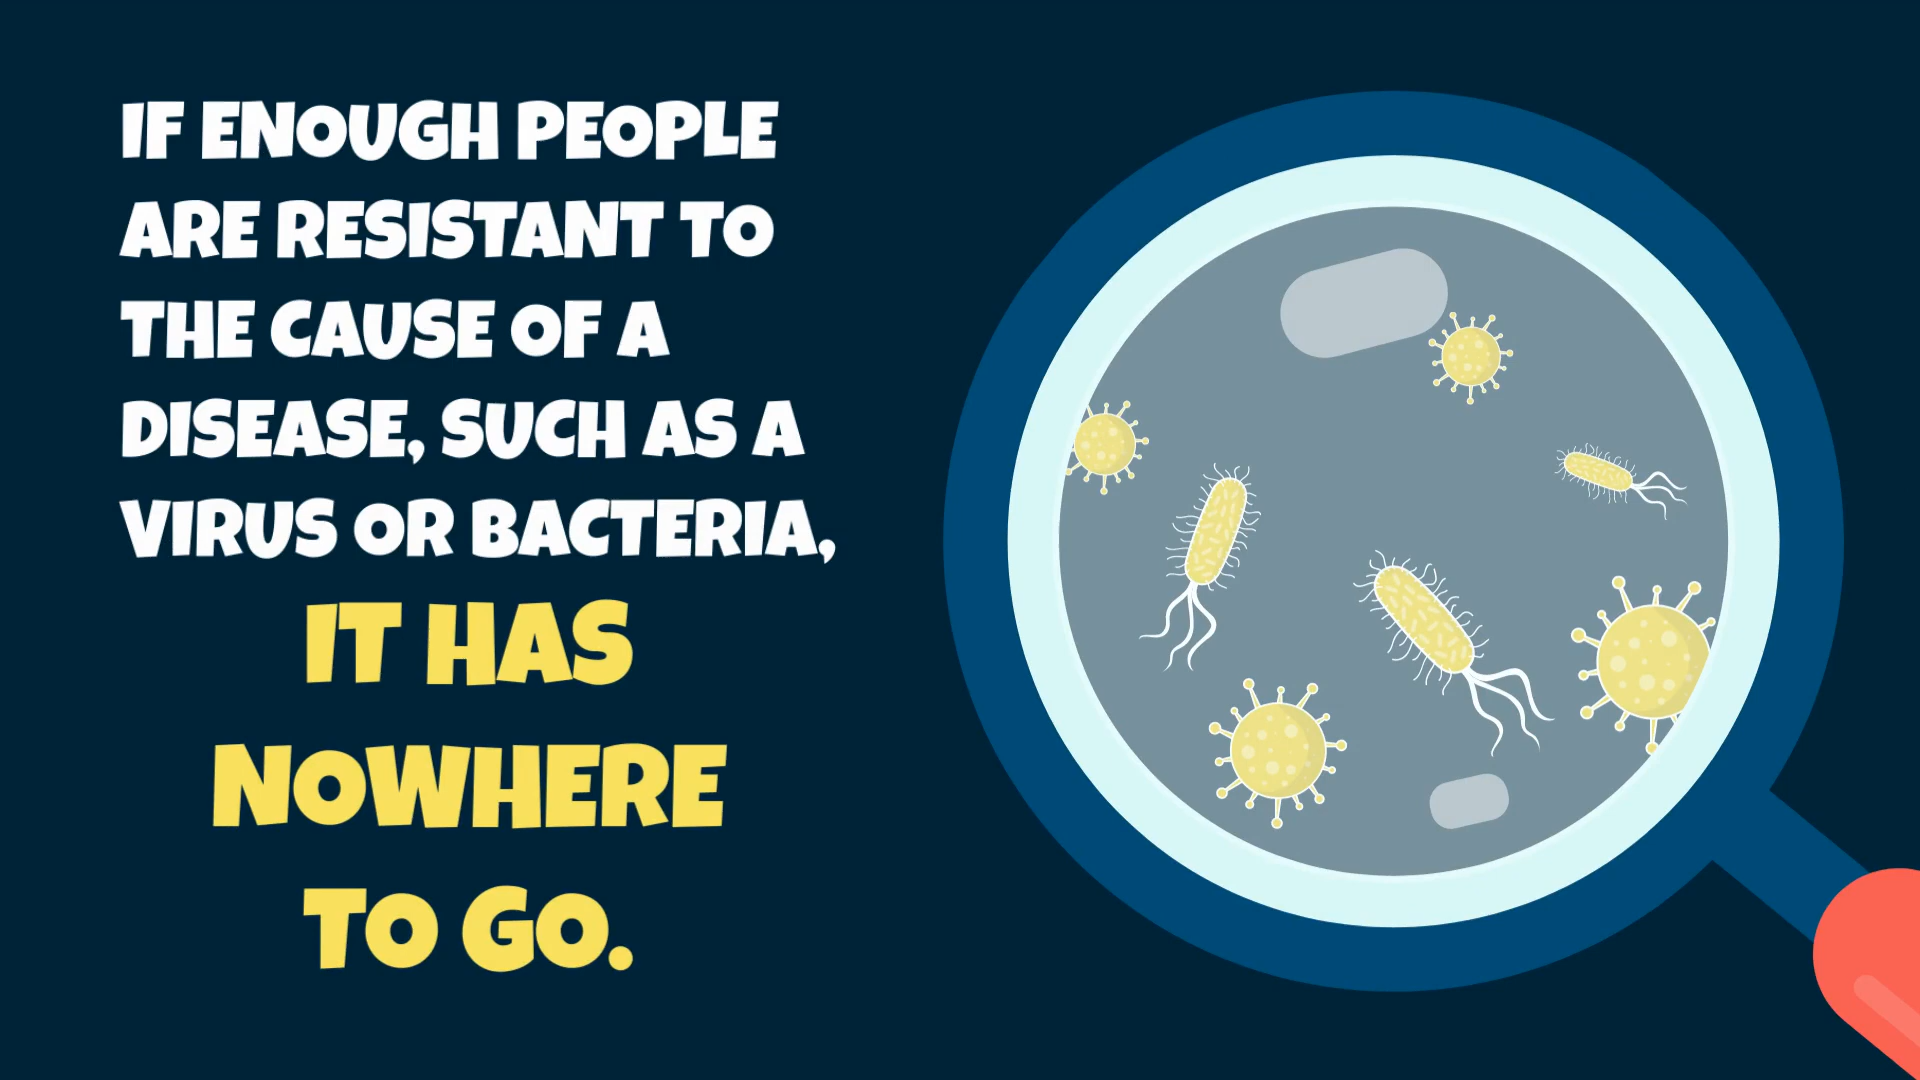 IF ENOUGH PEOPLE
ARE RESISTANT TO
THE CAUSE OF A
DISEASE, SUCH AS A
VIRUS OR BACTERIA,
IT HAS
NOWHERE
TO GO.